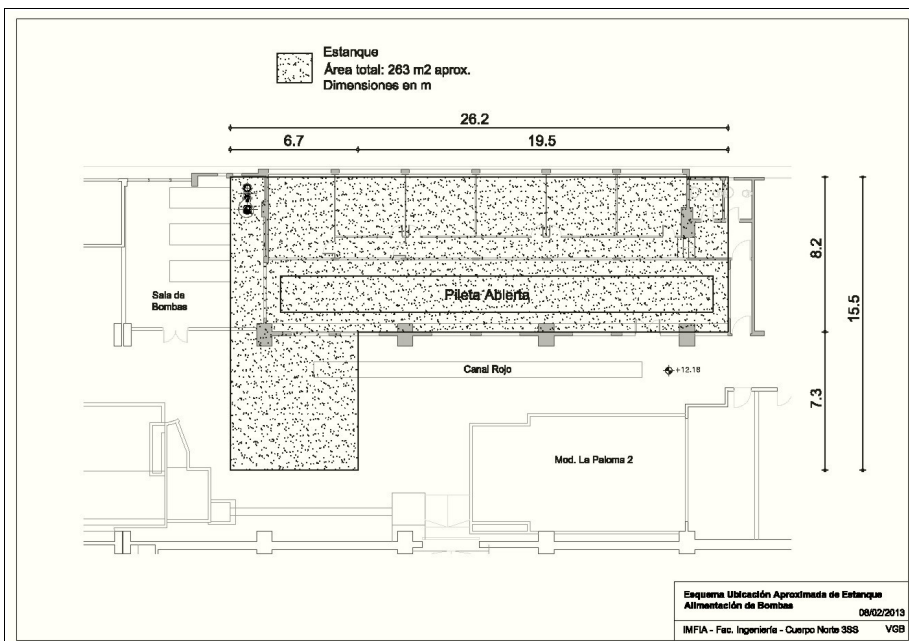 Estanque
Área total: 263 m2 aprox.
Dimensiones en m
26.2
6.7
19.5
8.2
15.5
7.3
Sala de
Bombas
Pileta Abierta
Canal Rojo
+12.16
Mod. La Paloma 2
Esquema Ubicación Aproximada de Estanque
Alimentación de Bombas
08/02/2013
IMFIA - Fac. Ingeniería - Cuerpo Norte 3SS
VGB